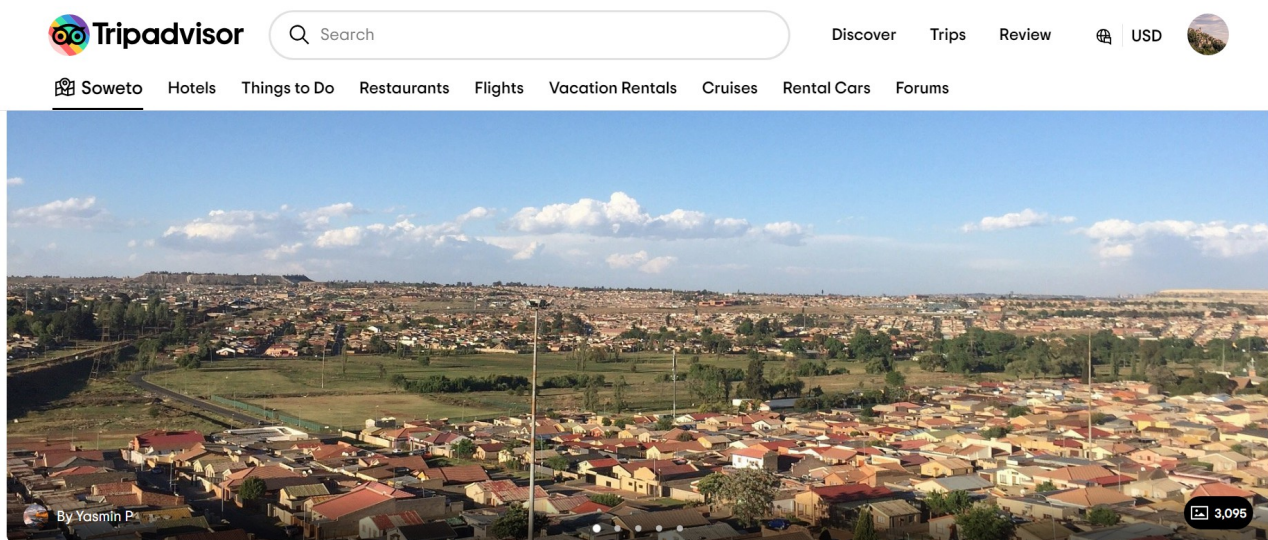 Tripadvisor
Search
Discover
Trips
Review
USD
Soweto
Hotels
Things to Do
Restaurants
Flights
Vacation Rentals
Cruises
Rental Cars
Forums
By Yasmin P
3,095